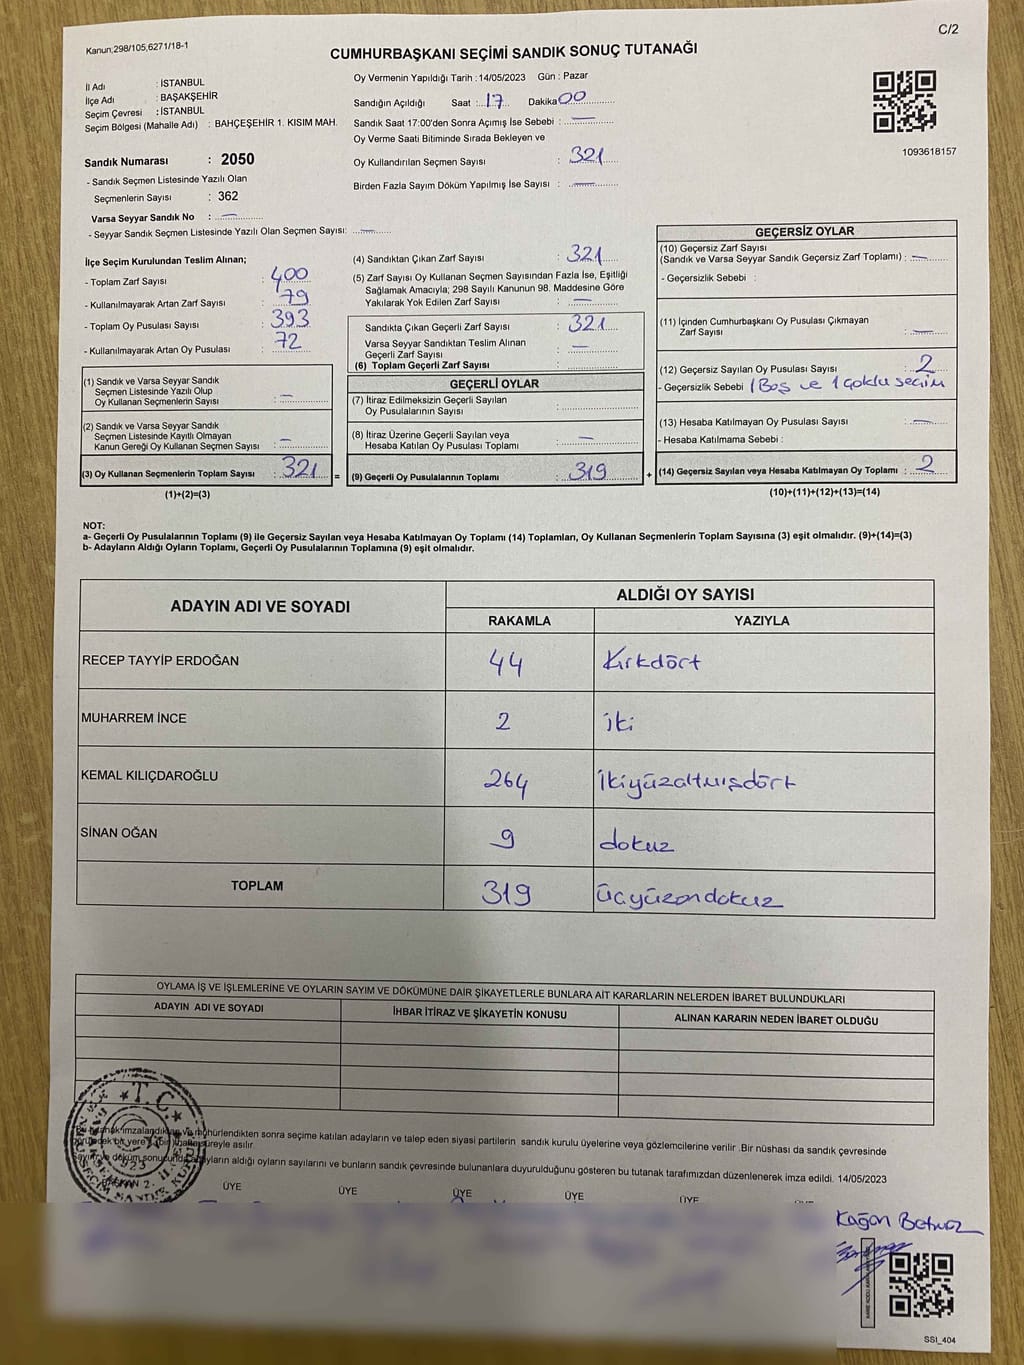 C/2
Kanun;298/105,6271/18-1
CUMHURBAŞKANI SEÇİMİ SANDIK SONUÇ TUTANAĞI
İl Adı : İSTANBUL
İlçe Adı : BAŞAKŞEHİR
Seçim Çevresi : İSTANBUL
Seçim Bölgesi (Mahalle Adı) : BAHÇEŞEHİR 1. KISIM MAH.
Sandık Numarası : 2050
- Sandık Seçmen Listesinde Yazılı Olan
Seçmenlerin Sayısı : 362
Varsa Seyyar Sandık No : —
- Seyyar Sandık Seçmen Listesinde Yazılı Olan Seçmen Sayısı: —
Oy Vermenin Yapıldığı Tarih : 14/05/2023 Gün : Pazar
Sandığın Açıldığı Saat : 17 Dakika 00
Sandık Saat 17:00'den Sonra Açımış İse Sebebi : —
Oy Verme Saati Bitiminde Sırada Bekleyen ve
Oy Kullandırılan Seçmen Sayısı : 321
Birden Fazla Sayım Döküm Yapılmış İse Sayısı : —
1093618157
İlçe Seçim Kurulundan Teslim Alınan;
- Toplam Zarf Sayısı : 400
- Kullanılmayarak Artan Zarf Sayısı : 79
- Toplam Oy Pusulası Sayısı : 393
- Kullanılmayarak Artan Oy Pusulası : 72
(1) Sandık ve Varsa Seyyar Sandık
Seçmen Listesinde Yazılı Olup
Oy Kullanan Seçmenlerin Sayısı : —
(2) Sandık ve Varsa Seyyar Sandık
Seçmen Listesinde Kayıtlı Olmayan
Kanun Gereği Oy Kullanan Seçmen Sayısı : —
(3) Oy Kullanan Seçmenlerin Toplam Sayısı : 321 =
(1)+(2)=(3)
(4) Sandıktan Çıkan Zarf Sayısı : 321
(5) Zarf Sayısı Oy Kullanan Seçmen Sayısından Fazla İse, Eşitliği
Sağlamak Amacıyla; 298 Sayılı Kanunun 98. Maddesine Göre
Yakılarak Yok Edilen Zarf Sayısı : —
Sandıkta Çıkan Geçerli Zarf Sayısı : 321
Varsa Seyyar Sandıktan Teslim Alınan
Geçerli Zarf Sayısı : —
(6) Toplam Geçerli Zarf Sayısı :
GEÇERLİ OYLAR
(7) İtiraz Edilmeksizin Geçerli Sayılan
Oy Pusulalarının Sayısı :
(8) İtiraz Üzerine Geçerli Sayılan veya
Hesaba Katılan Oy Pusulası Toplamı : —
(9) Geçerli Oy Pusulalarının Toplamı : 319 +
GEÇERSİZ OYLAR
(10) Geçersiz Zarf Sayısı
(Sandık ve Varsa Seyyar Sandık Geçersiz Zarf Toplamı) : —
- Geçersizlik Sebebi :
(11) İçinden Cumhurbaşkanı Oy Pusulası Çıkmayan
Zarf Sayısı : —
(12) Geçersiz Sayılan Oy Pusulası Sayısı : 2
- Geçersizlik Sebebi 1 Boş ve 1 çoklu seçim
(13) Hesaba Katılmayan Oy Pusulası Sayısı : —
- Hesaba Katılmama Sebebi :
(14) Geçersiz Sayılan veya Hesaba Katılmayan Oy Toplamı : 2
(10)+(11)+(12)+(13)=(14)
NOT:
a- Geçerli Oy Pusulalarının Toplamı (9) ile Geçersiz Sayılan veya Hesaba Katılmayan Oy Toplamı (14) Toplamları, Oy Kullanan Seçmenlerin Toplam Sayısına (3) eşit olmalıdır. (9)+(14)=(3)
b- Adayların Aldığı Oyların Toplamı, Geçerli Oy Pusulalarının Toplamına (9) eşit olmalıdır.
ADAYIN ADI VE SOYADI ALDIĞI OY SAYISI
RAKAMLA YAZIYLA
RECEP TAYYİP ERDOĞAN 44 Kırkdört
MUHARREM İNCE 2 iki
KEMAL KILIÇDAROĞLU 264 İkiyüzaltmışdört
SİNAN OĞAN 9 dokuz
TOPLAM 319 üçyüzondokuz
OYLAMA İŞ VE İŞLEMLERİNE VE OYLARIN SAYIM VE DÖKÜMÜNE DAİR ŞİKAYETLERLE BUNLARA AİT KARARLARIN NELERDEN İBARET BULUNDUKLARI
ADAYIN ADI VE SOYADI İHBAR İTİRAZ VE ŞİKAYETİN KONUSU ALINAN KARARIN NEDEN İBARET OLDUĞU
T.C.
mühürlendikten sonra seçime katılan adayların ve talep eden siyasi partilerin sandık kurulu üyelerine veya gözlemcilerine verilir .Bir nüshası da sandık çevresinde
süreyle asılır.
aldığı oyların sayılarını ve bunların sandık çevresinde bulunanlara duyurulduğunu gösteren bu tutanak tarafımızdan düzenlenerek imza edildi. 14/05/2023
ÜYE ÜYE ÜYE ÜYE ÜYE
Kağan
SSI_404